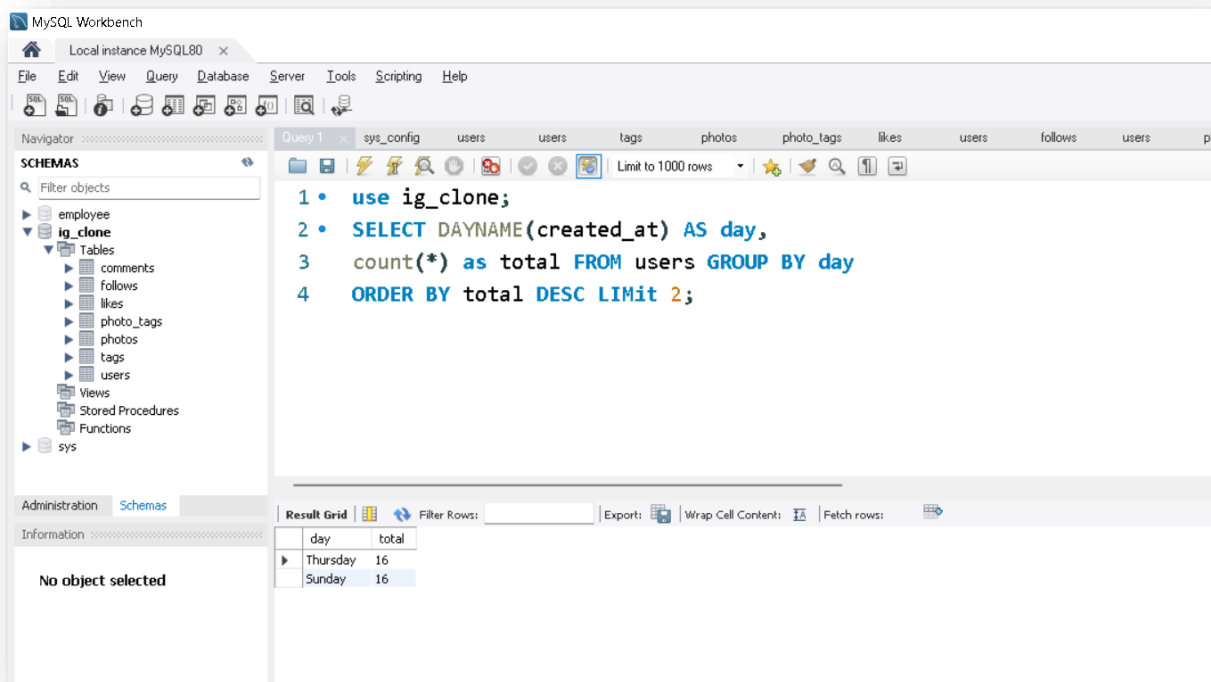 MySQL Workbench
Local instance MySQL80
File Edit View Query Database Server Tools Scripting Help
Navigator
SCHEMAS
Filter objects
employee
ig_clone
Tables
comments
follows
likes
photo_tags
photos
tags
users
Views
Stored Procedures
Functions
sys
Administration Schemas
Information
No object selected
Query 1 sys_config users users tags photos photo_tags likes users follows users p
Limit to 1000 rows
1 use ig_clone;
2 SELECT DAYNAME(created_at) AS day,
3 count(*) as total FROM users GROUP BY day
4 ORDER BY total DESC LIMit 2;
Result Grid Filter Rows: Export: Wrap Cell Content: Fetch rows:
day total
Thursday 16
Sunday 16